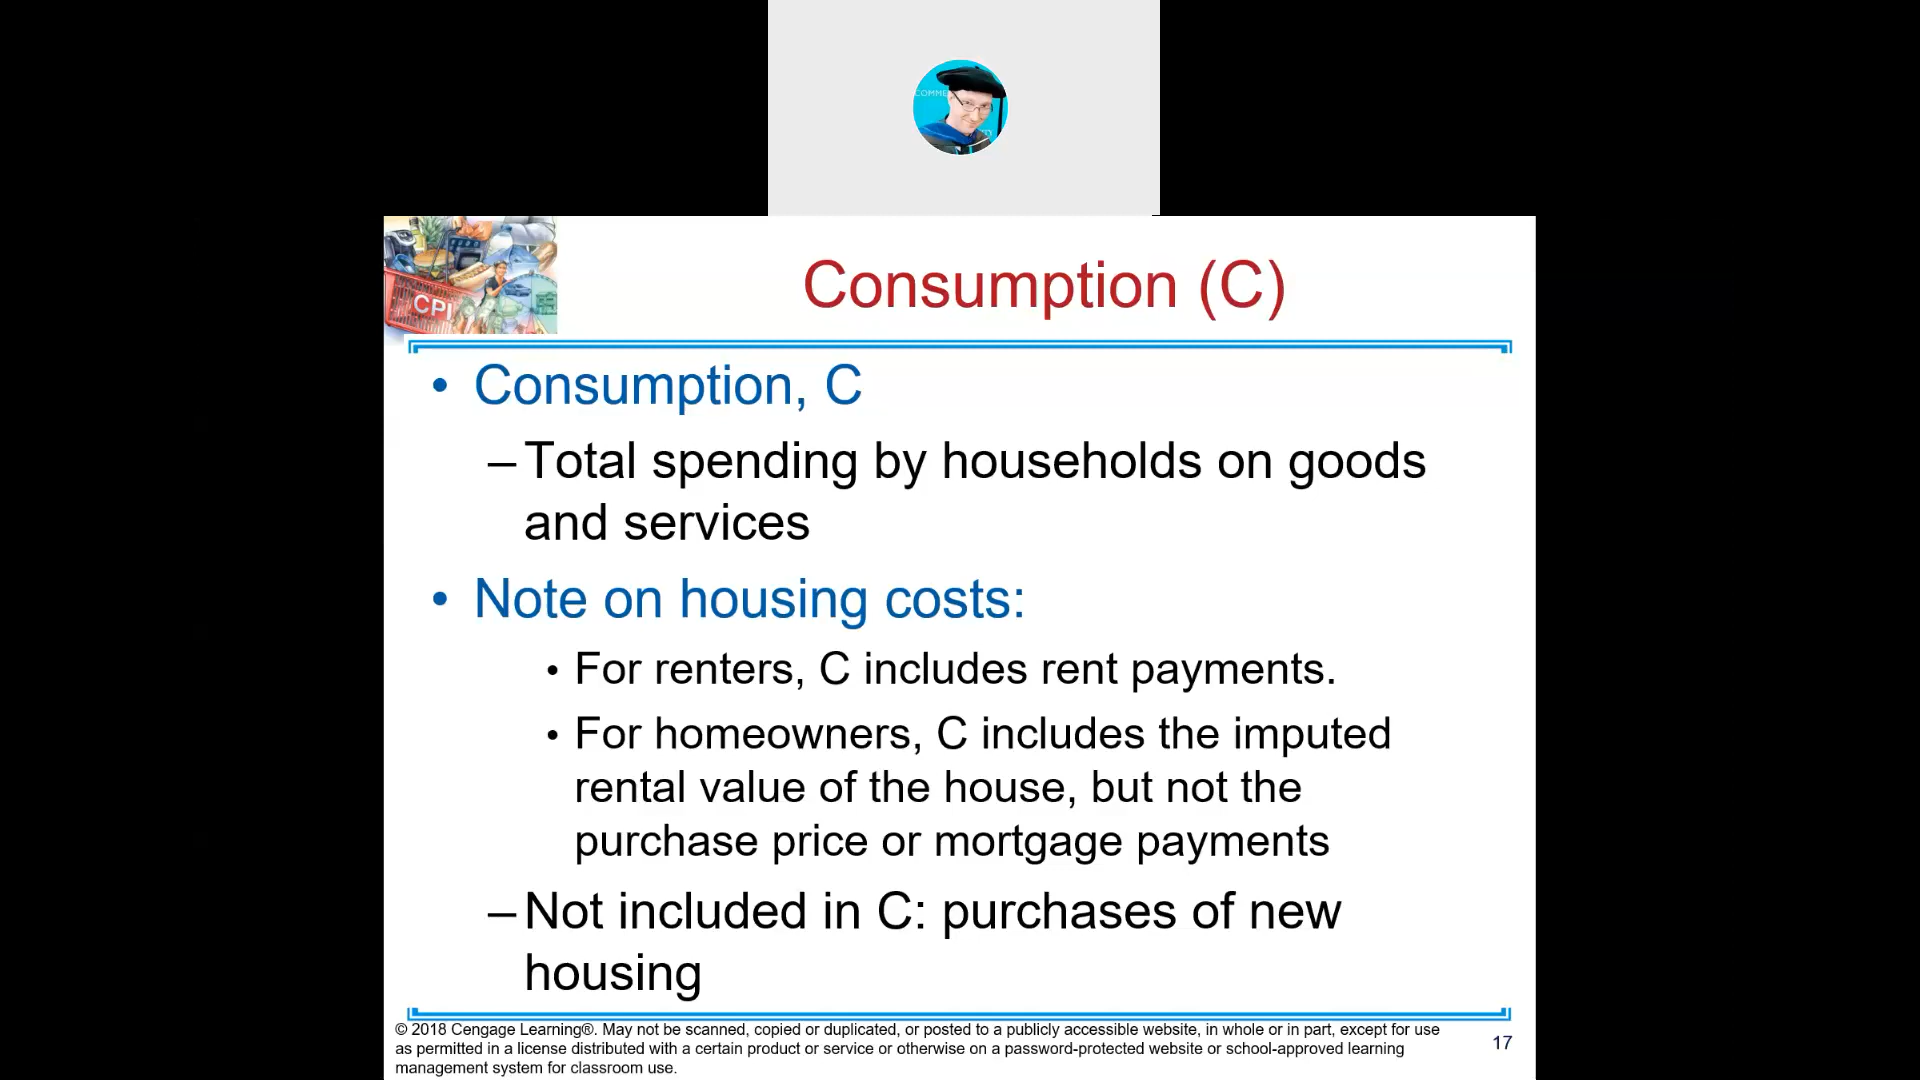 COMME
Consumption (C)
CPI
• Consumption, C
– Total spending by households on goods
and services
• Note on housing costs:
• For renters, C includes rent payments.
• For homeowners, C includes the imputed
rental value of the house, but not the
purchase price or mortgage payments
– Not included in C: purchases of new
housing
© 2018 Cengage Learning®. May not be scanned, copied or duplicated, or posted to a publicly accessible website, in whole or in part, except for use
as permitted in a license distributed with a certain product or service or otherwise on a password-protected website or school-approved learning
management system for classroom use.
17